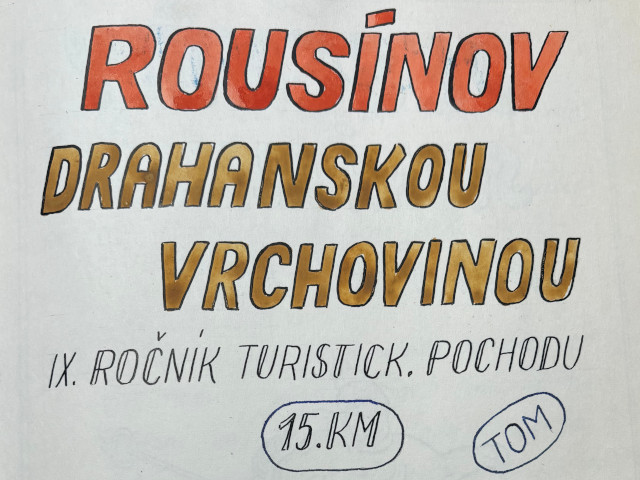 ROUSÍNOV
DRAHANSKOU
VRCHOVINOU
IX. ROČNÍK TURISTICK. POCHODU
15.KM
TOM